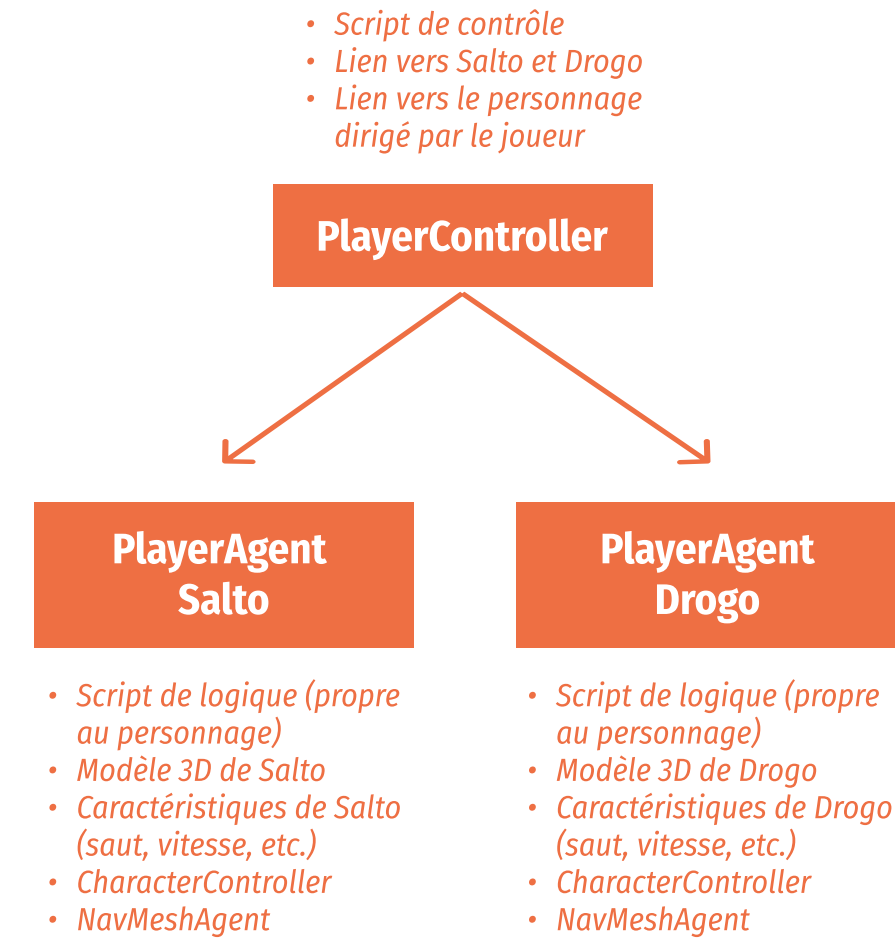 • Script de contrôle
• Lien vers Salto et Drogo
• Lien vers le personnage
dirigé par le joueur
PlayerController
PlayerAgent
Salto
• Script de logique (propre
au personnage)
• Modèle 3D de Salto
• Caractéristiques de Salto
(saut, vitesse, etc.)
• CharacterController
• NavMeshAgent
PlayerAgent
Drogo
• Script de logique (propre
au personnage)
• Modèle 3D de Drogo
• Caractéristiques de Drogo
(saut, vitesse, etc.)
• CharacterController
• NavMeshAgent